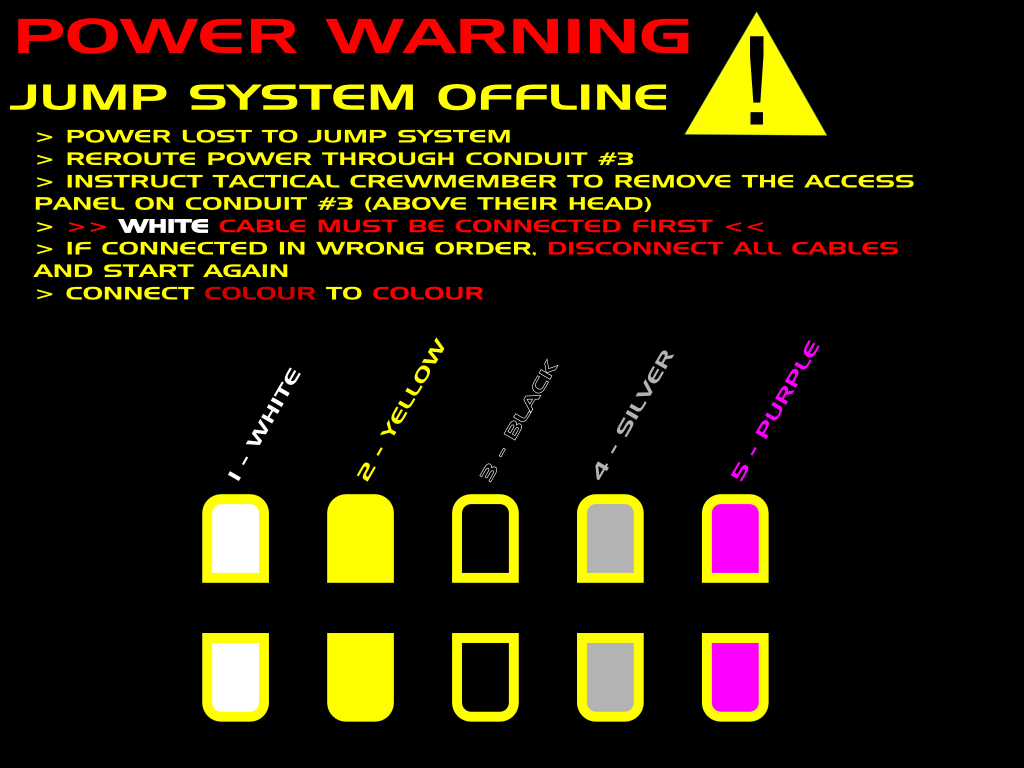 POWER WARNING
!
JUMP SYSTEM OFFLINE
> POWER LOST TO JUMP SYSTEM
> REROUTE POWER THROUGH CONDUIT #3
> INSTRUCT TACTICAL CREWMEMBER TO REMOVE THE ACCESS
PANEL ON CONDUIT #3 (ABOVE THEIR HEAD)
> >> WHITE CABLE MUST BE CONNECTED FIRST <<
> IF CONNECTED IN WRONG ORDER, DISCONNECT ALL CABLES
AND START AGAIN
> CONNECT COLOUR TO COLOUR
1 - WHITE
2 - YELLOW
3 - BLACK
4 - SILVER
5 - PURPLE